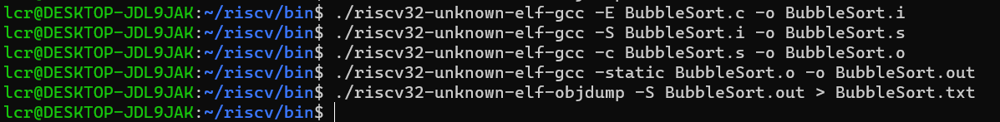 lcr@DESKTOP-JDL9JAK:~/riscv/bin$ ./riscv32-unknown-elf-gcc -E BubbleSort.c -o BubbleSort.i
lcr@DESKTOP-JDL9JAK:~/riscv/bin$ ./riscv32-unknown-elf-gcc -S BubbleSort.i -o BubbleSort.s
lcr@DESKTOP-JDL9JAK:~/riscv/bin$ ./riscv32-unknown-elf-gcc -c BubbleSort.s -o BubbleSort.o
lcr@DESKTOP-JDL9JAK:~/riscv/bin$ ./riscv32-unknown-elf-gcc -static BubbleSort.o -o BubbleSort.out
lcr@DESKTOP-JDL9JAK:~/riscv/bin$ ./riscv32-unknown-elf-objdump -S BubbleSort.out > BubbleSort.txt
lcr@DESKTOP-JDL9JAK:~/riscv/bin$